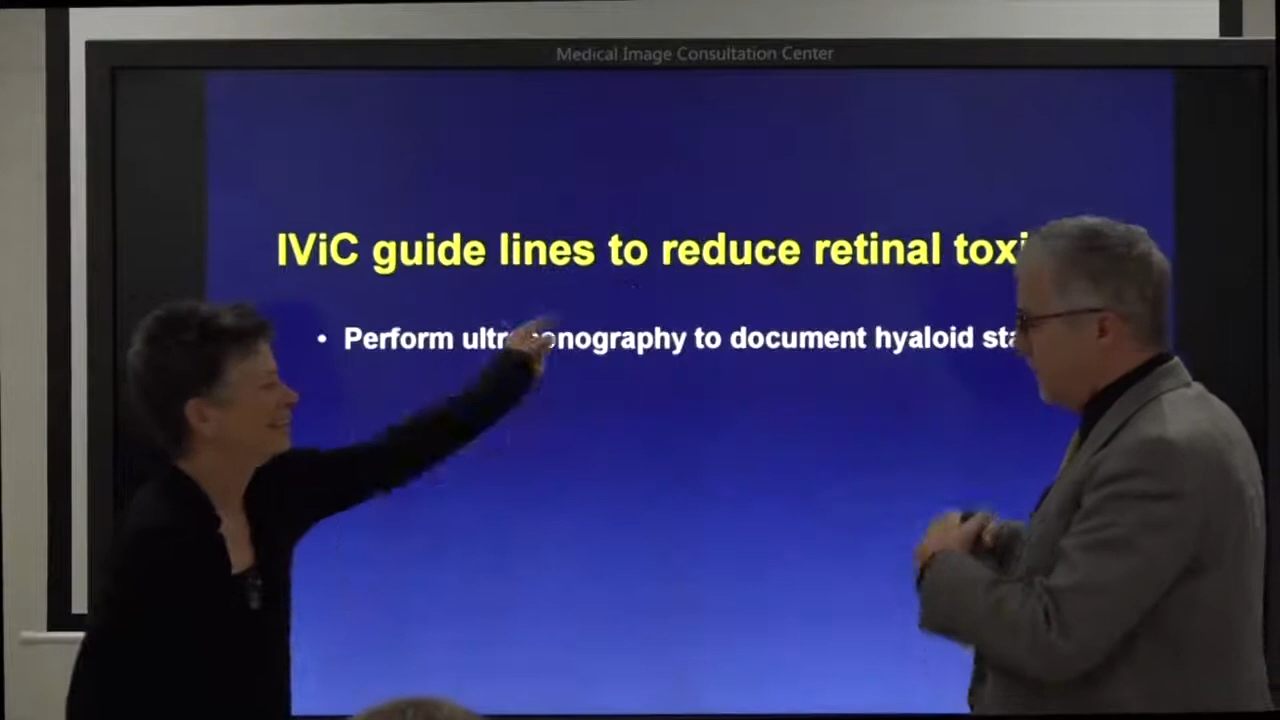 Medical Image Consultation Center
IViC guide lines to reduce retinal
• Perform to document hyaloid